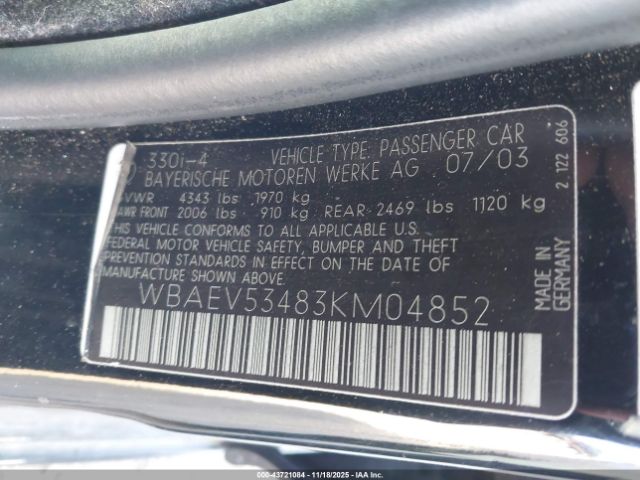 330i-4 VEHICLE TYPE: PASSENGER CAR
BAYERISCHE MOTOREN WERKE AG 07/03
GVWR 4343 lbs 1970 kg
GAWR FRONT 2006 lbs 910 kg REAR-2469 lbs 1120 kg
THIS VEHICLE CONFORMS TO ALL APPLICABLE U.S.
FEDERAL MOTOR VEHICLE SAFETY, BUMPER AND THEFT
PREVENTION STANDARDS IN EFFECT ON THE DATE OF
MANUFACTURE SHOWN ABOVE.
WBAEV53483KM04852
MADE IN
GERMANY
2 122 606
000-43721084 - 11/18/2025 - IAAI.COM